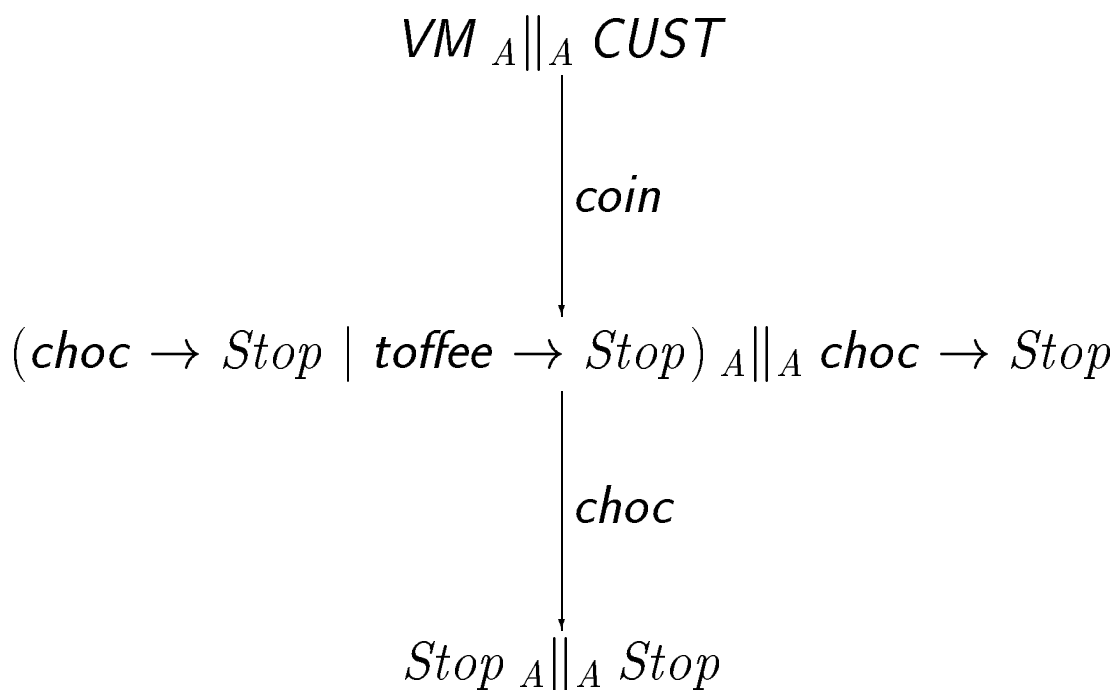 VM A||A CUST
coin
(choc → Stop | toffee → Stop) A||A choc → Stop
choc
Stop A||A Stop